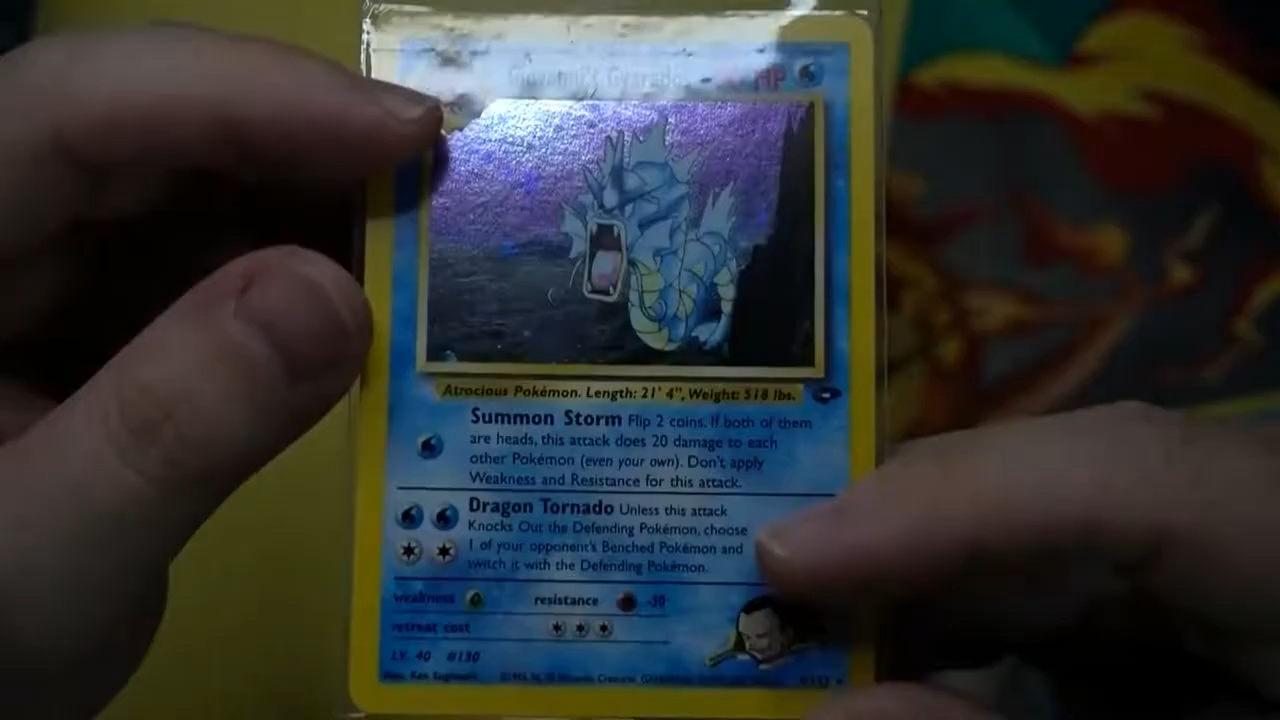 Giovanni's Gyarados HP
Atrocious Pokémon. Length: 21' 4", Weight: 518 lbs.
Summon Storm Flip 2 coins. If both of them
are heads, this attack does 20 damage to each
other Pokémon (even your own). Don't apply
Weakness and Resistance for this attack.
Dragon Tornado Unless this attack
Knocks Out the Defending Pokémon, choose
1 of your opponent's Benched Pokémon and
switch it with the Defending Pokémon.
weakness resistance -30
retreat cost
LV. 40 #130
Illus. Ken Sugimori